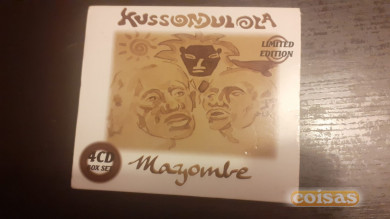 KUSSONDULOLA
LIMITED
EDITION
4CD
BOX SET
Mayombe
coisas